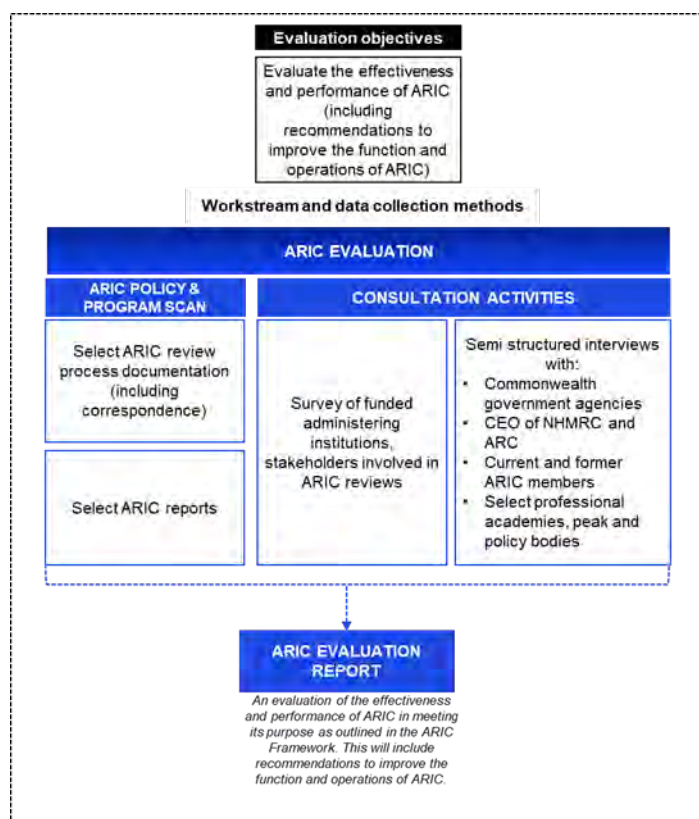 Evaluation objectives
Evaluate the effectiveness
and performance of ARIC
(including
recommendations to
improve the function and
operations of ARIC)
Workstream and data collection methods
ARIC EVALUATION
ARIC POLICY &
PROGRAM SCAN
CONSULTATION ACTIVITIES
Select ARIC review
process documentation
(including
correspondence)
Select ARIC reports
Survey of funded
administering
institutions,
stakeholders involved in
ARIC reviews
Semi structured interviews
with:
• Commonwealth
government agencies
• CEO of NHMRC and
ARC
• Current and former
ARIC members
• Select professional
academies, peak and
policy bodies
ARIC EVALUATION
REPORT
An evaluation of the effectiveness
and performance of ARIC in meeting
its purpose as outlined in the ARIC
Framework. This will include
recommendations to improve the
function and operations of ARIC.